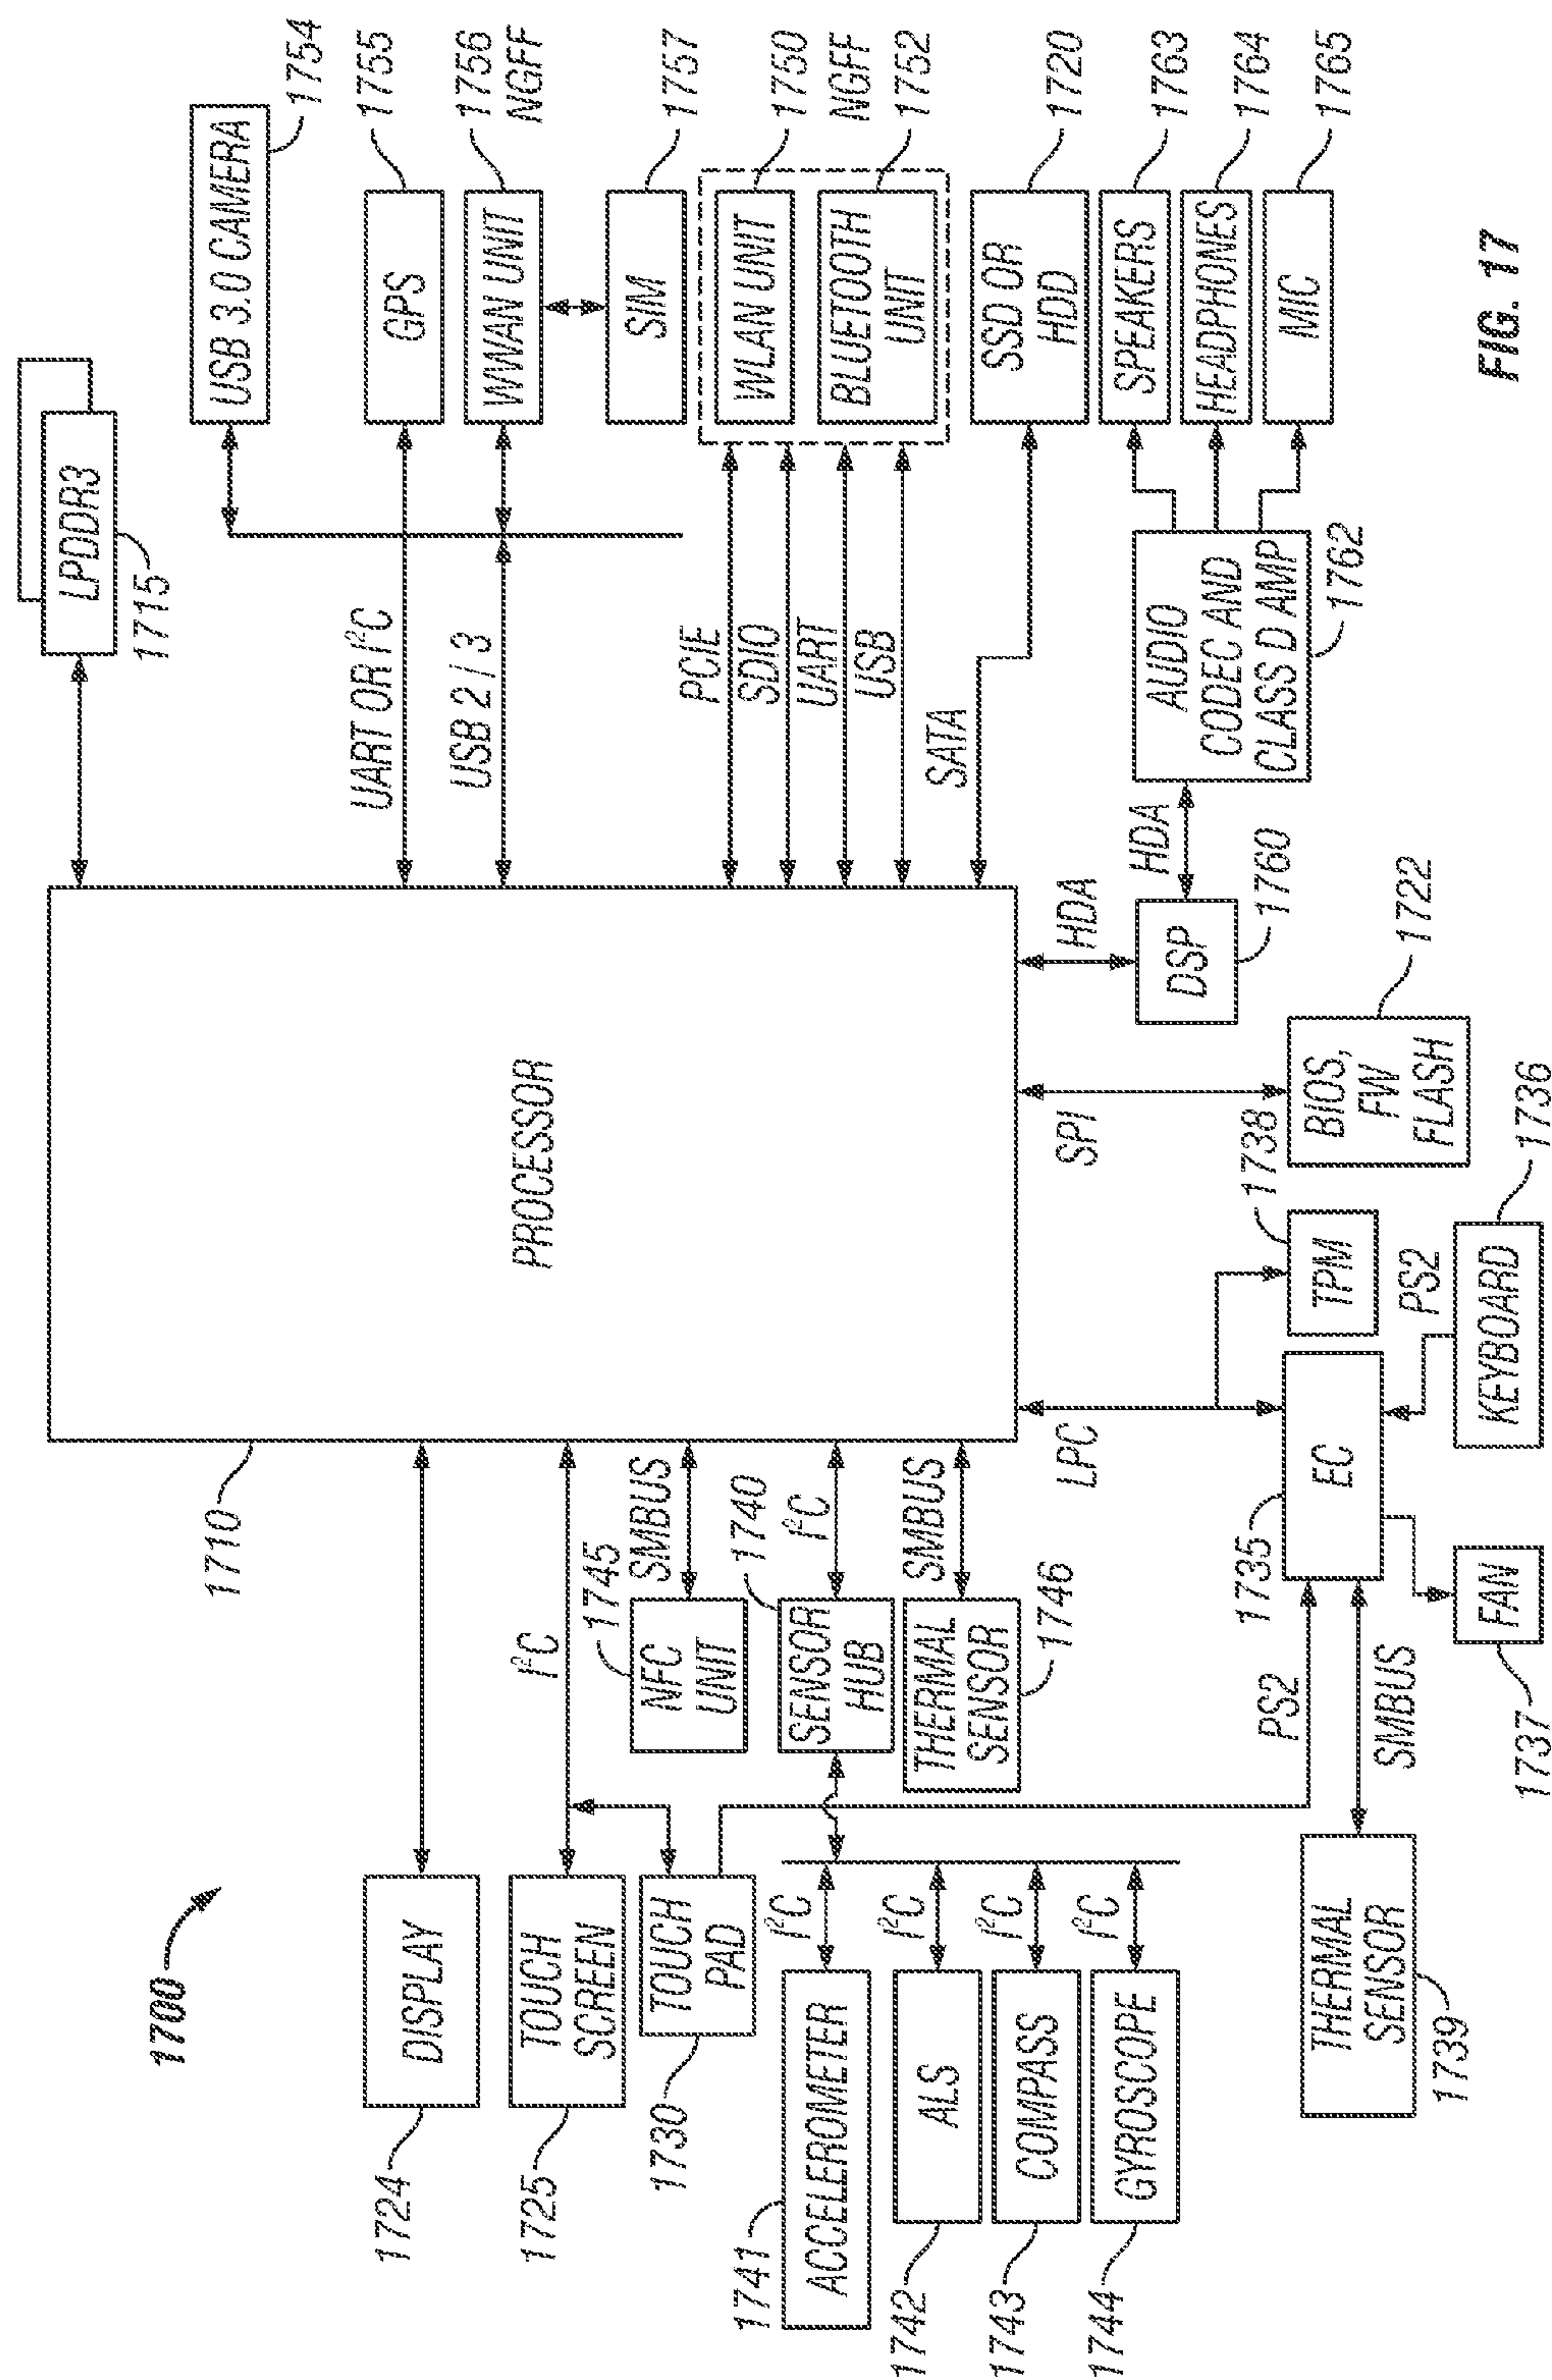 1700
DISPLAY
1724
TOUCH
SCREEN
1725
TOUCH
PAD
1730
I²C
1710
PROCESSOR
LPDDR3
1715
USB 3.0 CAMERA
1754
GPS
1755
UART OR I²C
WWAN UNIT
1756
NGFF
USB 2 / 3
SIM
1757
WLAN UNIT
1750
NGFF
BLUETOOTH
UNIT
1752
PCIE
SDIO
UART
USB
SSD OR
HDD
1720
SATA
SPEAKERS
1763
HEADPHONES
1764
MIC
1765
AUDIO
CODEC AND
CLASS D AMP
1762
HDA
HDA
DSP
1760
NFC
UNIT
1745
SMBUS
SENSOR
HUB
1740
I²C
THERMAL
SENSOR
1746
SMBUS
ACCELEROMETER
1741
I²C
ALS
1742
I²C
COMPASS
1743
I²C
GYROSCOPE
1744
I²C
LPC
SPI
BIOS,
FW
FLASH
1722
TPM
1738
EC
1735
PS2
KEYBOARD
1736
PS2
SMBUS
FAN
1737
THERMAL
SENSOR
1739
FIG. 17